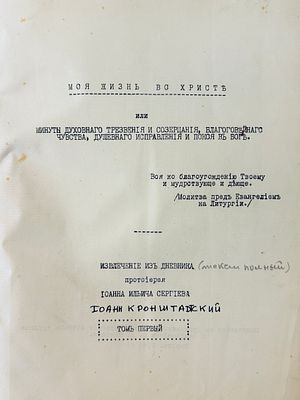 МОЯ ЖИЗНЬ ВО ХРИСТѢ
или
МИНУТЫ ДУХОВНАГО ТРЕЗВЕНІЯ И СОЗЕРЦАНІЯ, БЛАГОГОВѢЙНАГО
ЧУВСТВА, ДУШЕВНАГО ИСПРАВЛЕНІЯ И ПОКОЯ ВЪ БОГѢ.
Вся ко благоугожденію Твоему
и мудрствующе и дѣюще.
/Молитва предъ Евангеліемъ
на Литургіи./
ИЗВЛЕЧЕНІЕ ИЗЪ ДНЕВНИКА (текст полный)
протоіерея
ІОАННА ИЛЬИЧА СЕРГІЕВА
ІОАНН КРОНШТАДСКИЙ
ТОМЪ ПЕРВЫЙ